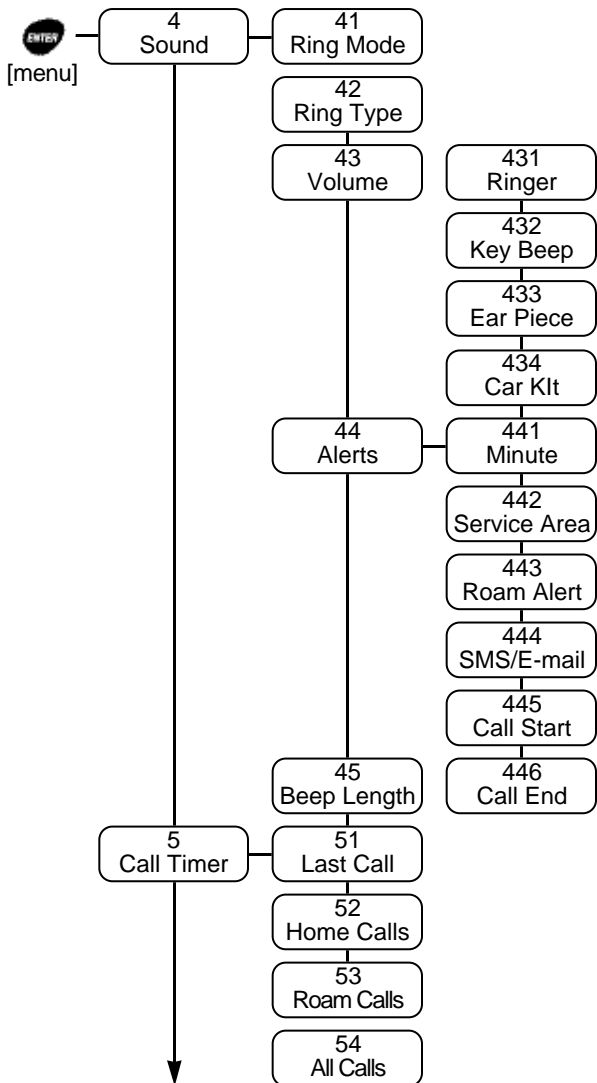 4
Sound
41
Ring Mode
ENTER
[menu]
42
Ring Type
43
Volume
431
Ringer
432
Key Beep
433
Ear Piece
434
Car KIt
44
Alerts
441
Minute
442
Service Area
443
Roam Alert
444
SMS/E-mail
445
Call Start
45
Beep Length
446
Call End
5
Call Timer
51
Last Call
52
Home Calls
53
Roam Calls
54
All Calls